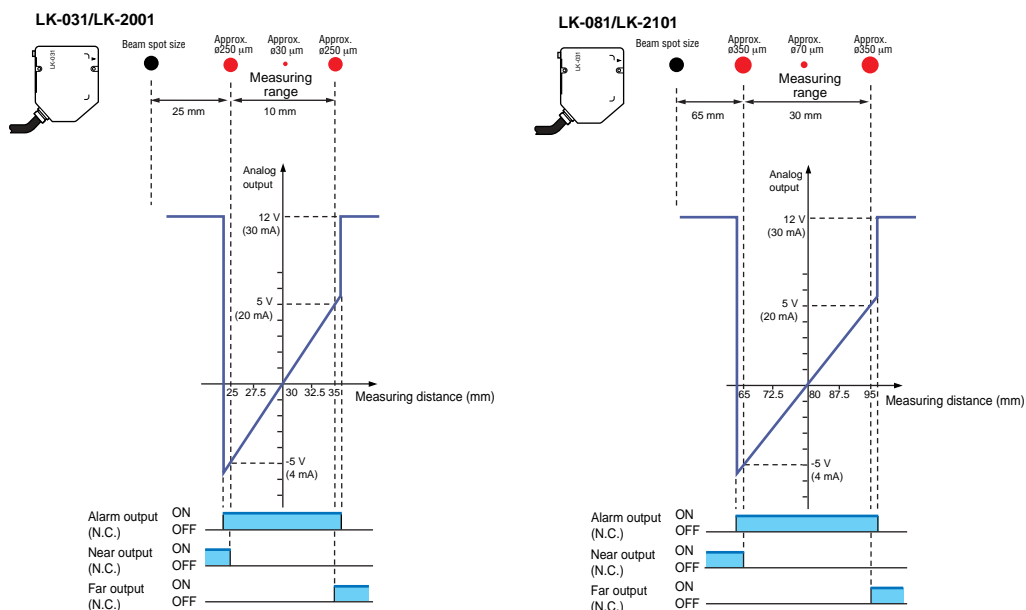 LK-031/LK-2001
LK-031
Beam spot size
Approx.
ø250 µm
Approx.
ø30 µm
Approx.
ø250 µm
Measuring
range
25 mm
10 mm
Analog
output
12 V
(30 mA)
5 V
(20 mA)
25
27.5
30
32.5
35
Measuring distance (mm)
-5 V
(4 mA)
Alarm output
(N.C.)
ON
OFF
Near output
(N.C.)
ON
OFF
Far output
(N.C.)
ON
OFF
LK-081/LK-2101
LK-031
Beam spot size
Approx.
ø350 µm
Approx.
ø70 µm
Approx.
ø350 µm
Measuring
range
65 mm
30 mm
Analog
output
12 V
(30 mA)
5 V
(20 mA)
65
72.5
80
87.5
95
Measuring distance (mm)
-5 V
(4 mA)
Alarm output
(N.C.)
ON
OFF
Near output
(N.C.)
ON
OFF
Far output
(N.C.)
ON
OFF